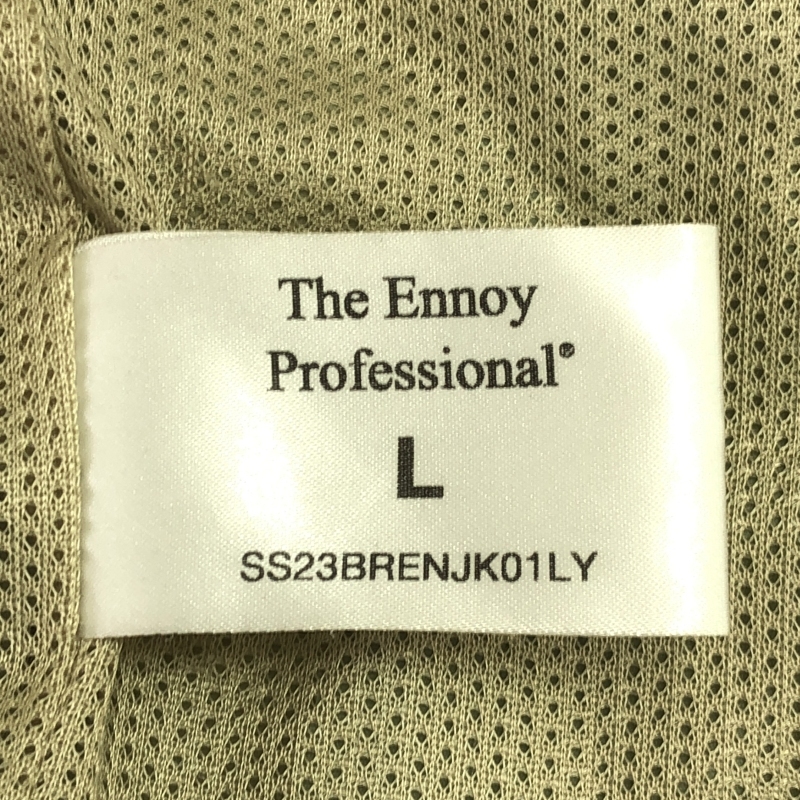 The Ennoy
Professional®
L
SS23BRENJK01LY